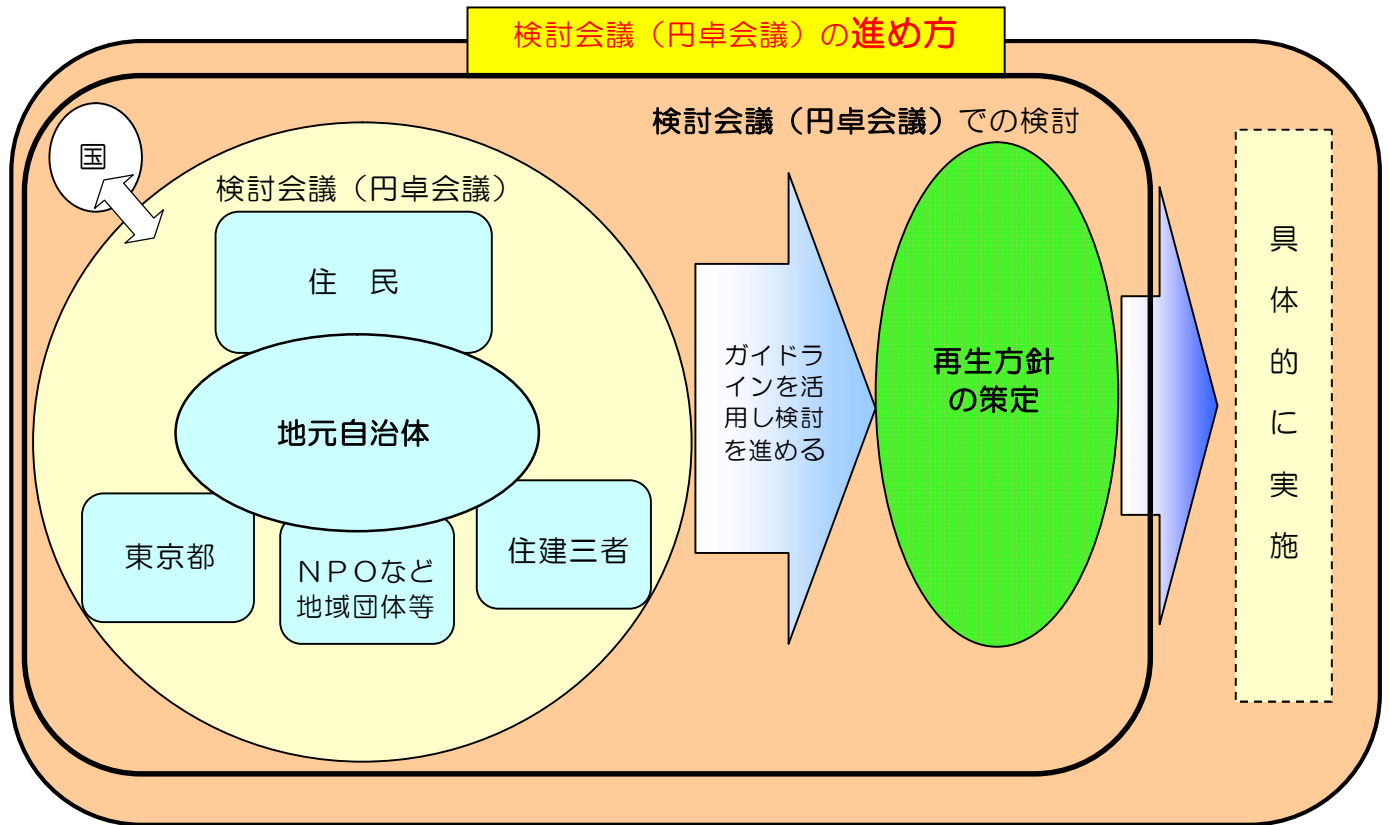 検討会議（円卓会議）の進め方
検討会議（円卓会議）での検討
国
検討会議（円卓会議）
住　民
地元自治体
東京都
ＮＰＯなど
地域団体等
住建三者
ガイドラ
インを活
用し検討
を進める
再生方針
の策定
具体的に実施